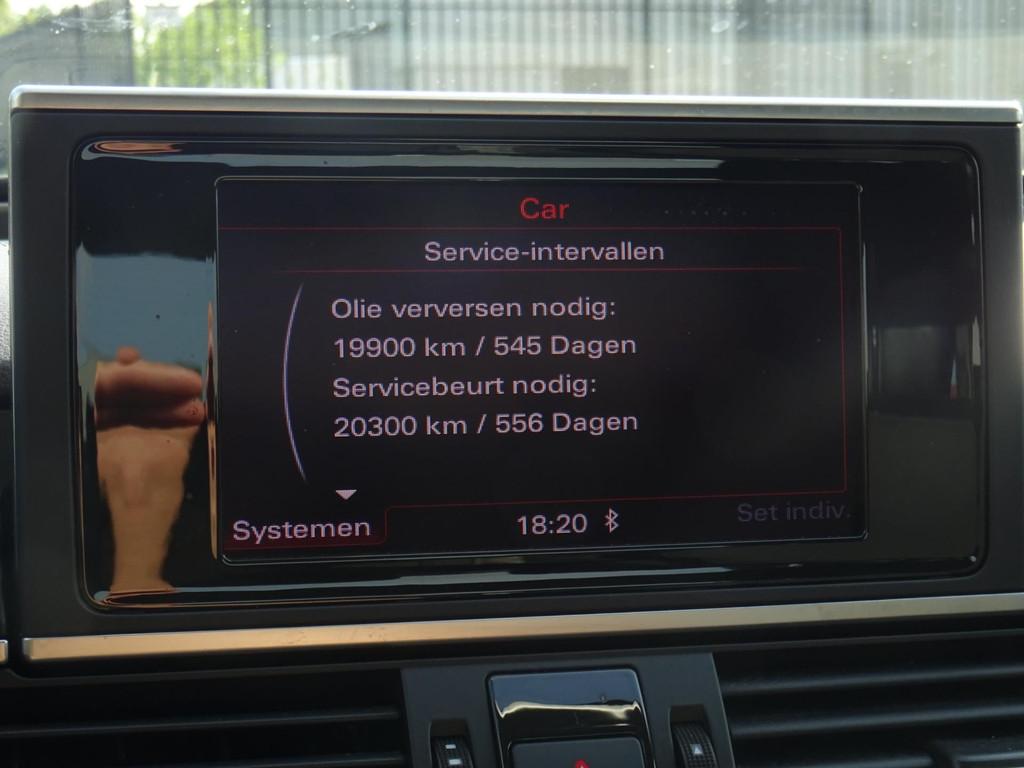 Car
Service-intervallen
Olie verversen nodig:
19900 km / 545 Dagen
Servicebeurt nodig:
20300 km / 556 Dagen
Systemen
18:20
Set indiv.